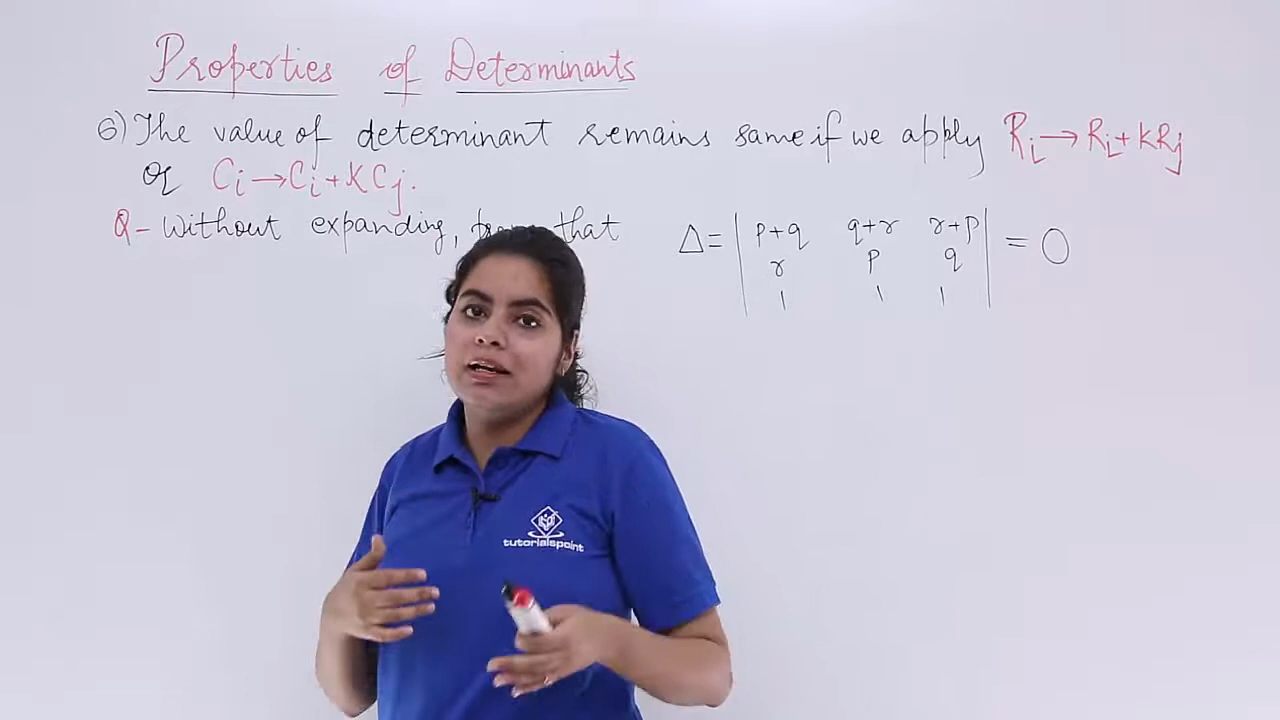 Properties of Determinants
6) The value of determinant remains same if we apply Ri→Ri+KRj
or Ci→Ci+KCj.
Q- Without expanding, that Δ= | p+q q+r r+p | = 0
r p q
1 1 1
tutorialspoint